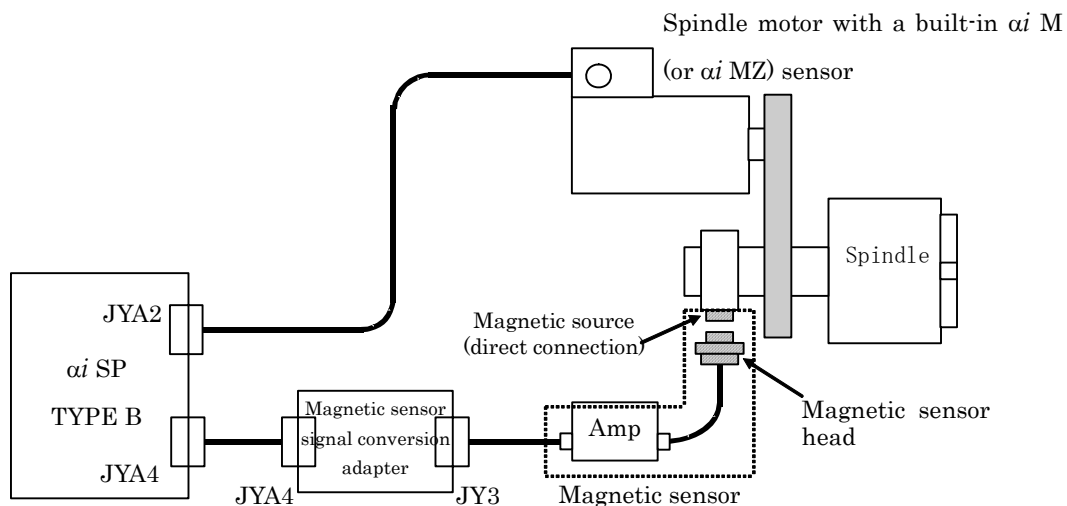 Spindle motor with a built-in αi M
(or αi MZ) sensor
Spindle
JYA2
Magnetic source
(direct connection)
αi SP
TYPE B
Magnetic sensor
signal conversion
adapter
Amp
Magnetic sensor
head
JYA4
JYA4
JY3
Magnetic sensor